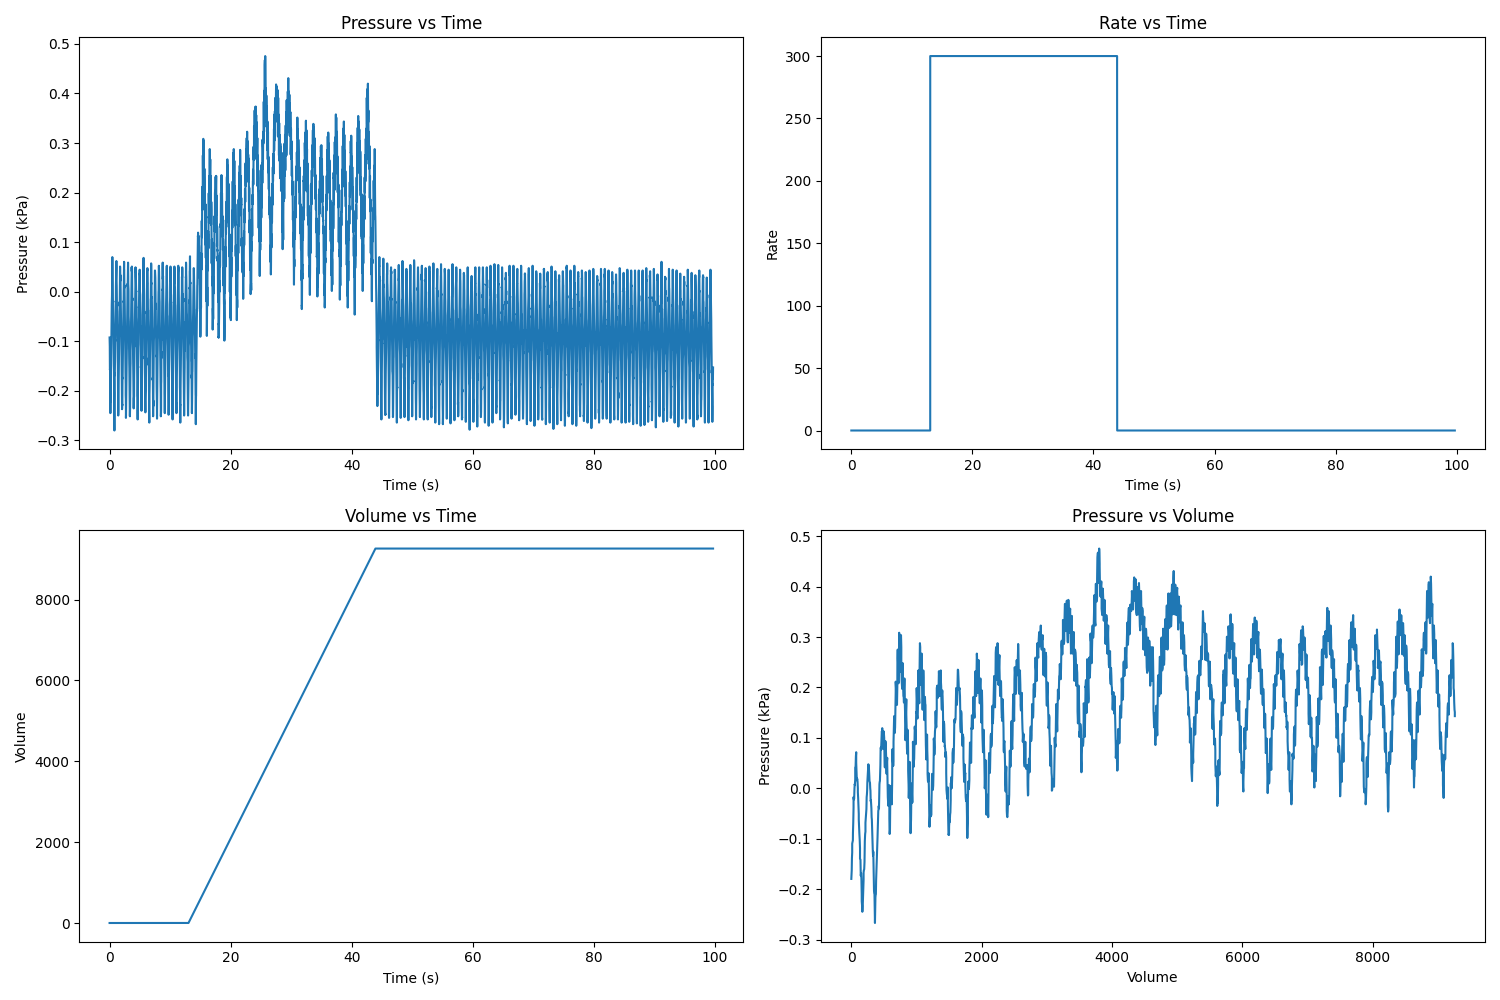 Pressure vs Time
0.5
0.4
0.3
0.2
0.1
0.0
−0.1
−0.2
−0.3
Pressure (kPa)
0 20 40 60 80 100
Time (s)
Rate vs Time
300
250
200
150
100
50
0
Rate
0 20 40 60 80 100
Time (s)
Volume vs Time
8000
6000
4000
2000
0
Volume
0 20 40 60 80 100
Time (s)
Pressure vs Volume
0.5
0.4
0.3
0.2
0.1
0.0
−0.1
−0.2
−0.3
Pressure (kPa)
0 2000 4000 6000 8000
Volume